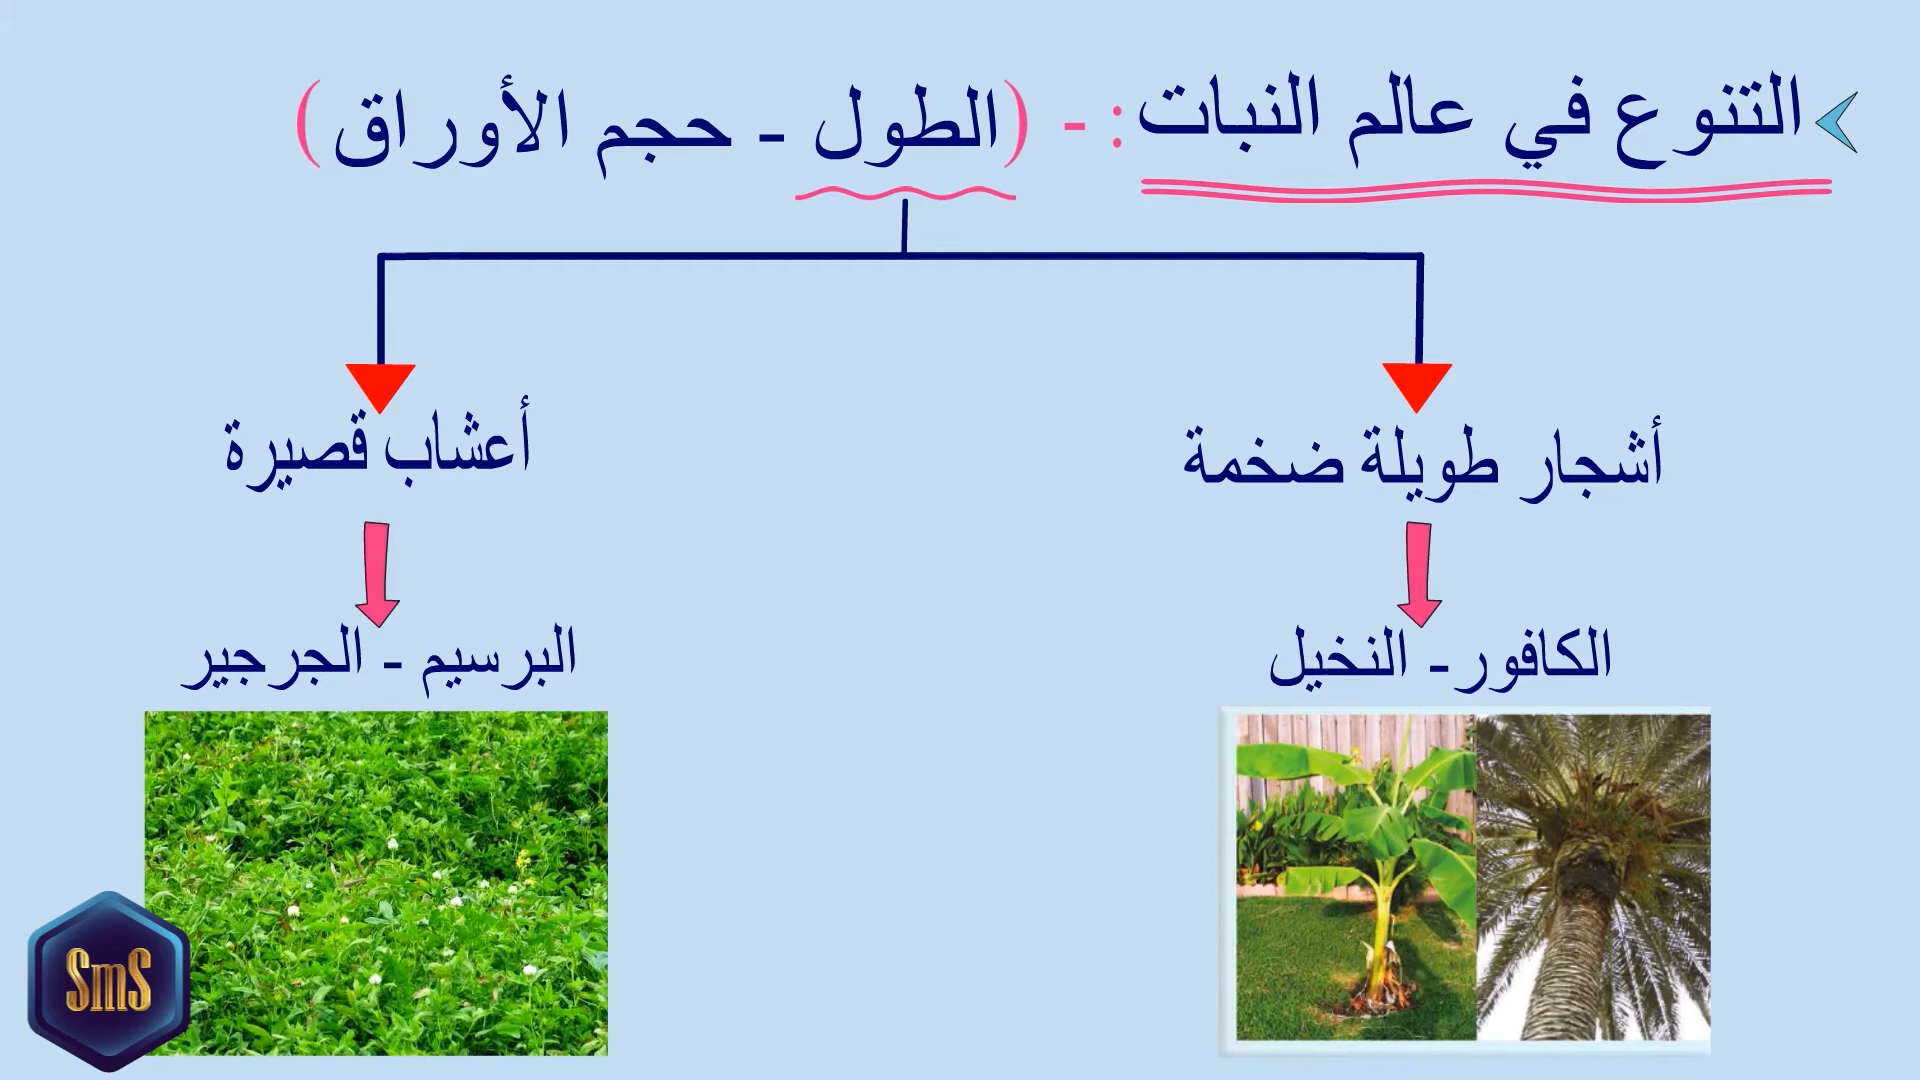 التنوع في عالم النبات: - (الطول - حجم الأوراق)
أشجار طويلة ضخمة
أعشاب قصيرة
الكافور- النخيل
البرسيم - الجرجير
SmS